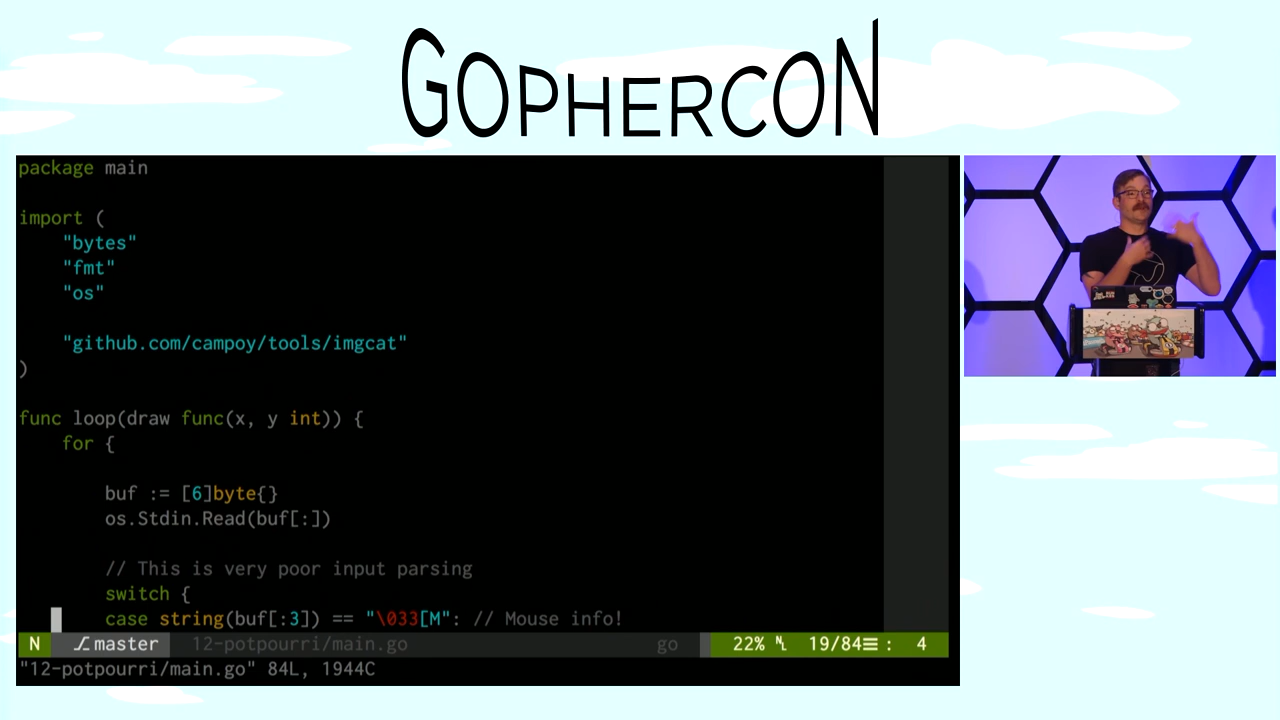 GOPHERCON
package main
import (
"bytes"
"fmt"
"os"
"github.com/campoy/tools/imgcat"
)
func loop(draw func(x, y int)) {
for {
buf := [6]byte{}
os.Stdin.Read(buf[:])
// This is very poor input parsing
switch {
case string(buf[:3]) == "\033[M": // Mouse info!
N master 12-potpourri/main.go go 22% 19/84 : 4
"12-potpourri/main.go" 84L, 1944C